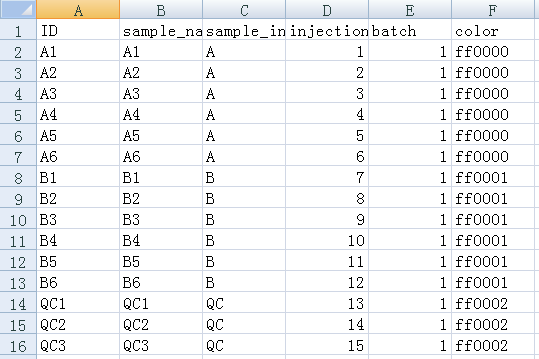 A B C D E F
1 ID sample_na sample_in injection batch color
2 A1 A1 A 1 1 ff0000
3 A2 A2 A 2 1 ff0000
4 A3 A3 A 3 1 ff0000
5 A4 A4 A 4 1 ff0000
6 A5 A5 A 5 1 ff0000
7 A6 A6 A 6 1 ff0000
8 B1 B1 B 7 1 ff0001
9 B2 B2 B 8 1 ff0001
10 B3 B3 B 9 1 ff0001
11 B4 B4 B 10 1 ff0001
12 B5 B5 B 11 1 ff0001
13 B6 B6 B 12 1 ff0001
14 QC1 QC1 QC 13 1 ff0002
15 QC2 QC2 QC 14 1 ff0002
16 QC3 QC3 QC 15 1 ff0002